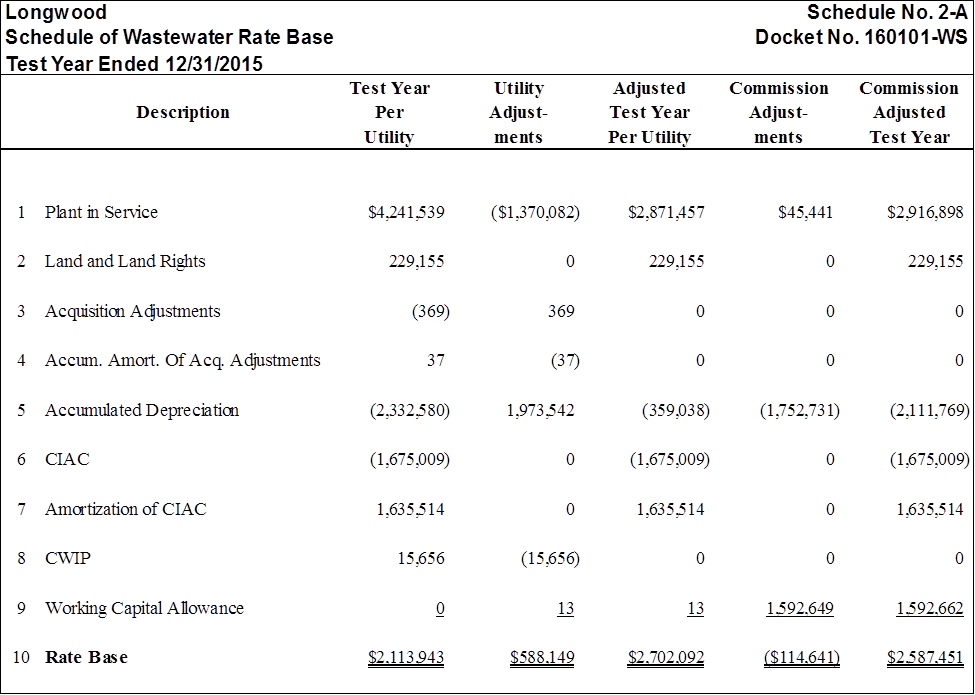 Longwood Schedule No. 2-A
Schedule of Wastewater Rate Base Docket No. 160101-WS
Test Year Ended 12/31/2015
Test Year Utility Adjusted Commission Commission
Description Per Adjust- Test Year Adjust- Adjusted
Utility ments Per Utility ments Test Year
1 Plant in Service $4,241,539 ($1,370,082) $2,871,457 $45,441 $2,916,898
2 Land and Land Rights 229,155 0 229,155 0 229,155
3 Acquisition Adjustments (369) 369 0 0 0
4 Accum. Amort. Of Acq. Adjustments 37 (37) 0 0 0
5 Accumulated Depreciation (2,332,580) 1,973,542 (359,038) (1,752,731) (2,111,769)
6 CIAC (1,675,009) 0 (1,675,009) 0 (1,675,009)
7 Amortization of CIAC 1,635,514 0 1,635,514 0 1,635,514
8 CWIP 15,656 (15,656) 0 0 0
9 Working Capital Allowance 0 13 13 1,592,649 1,592,662
10 Rate Base $2,113,943 $588,149 $2,702,092 ($114,641) $2,587,451